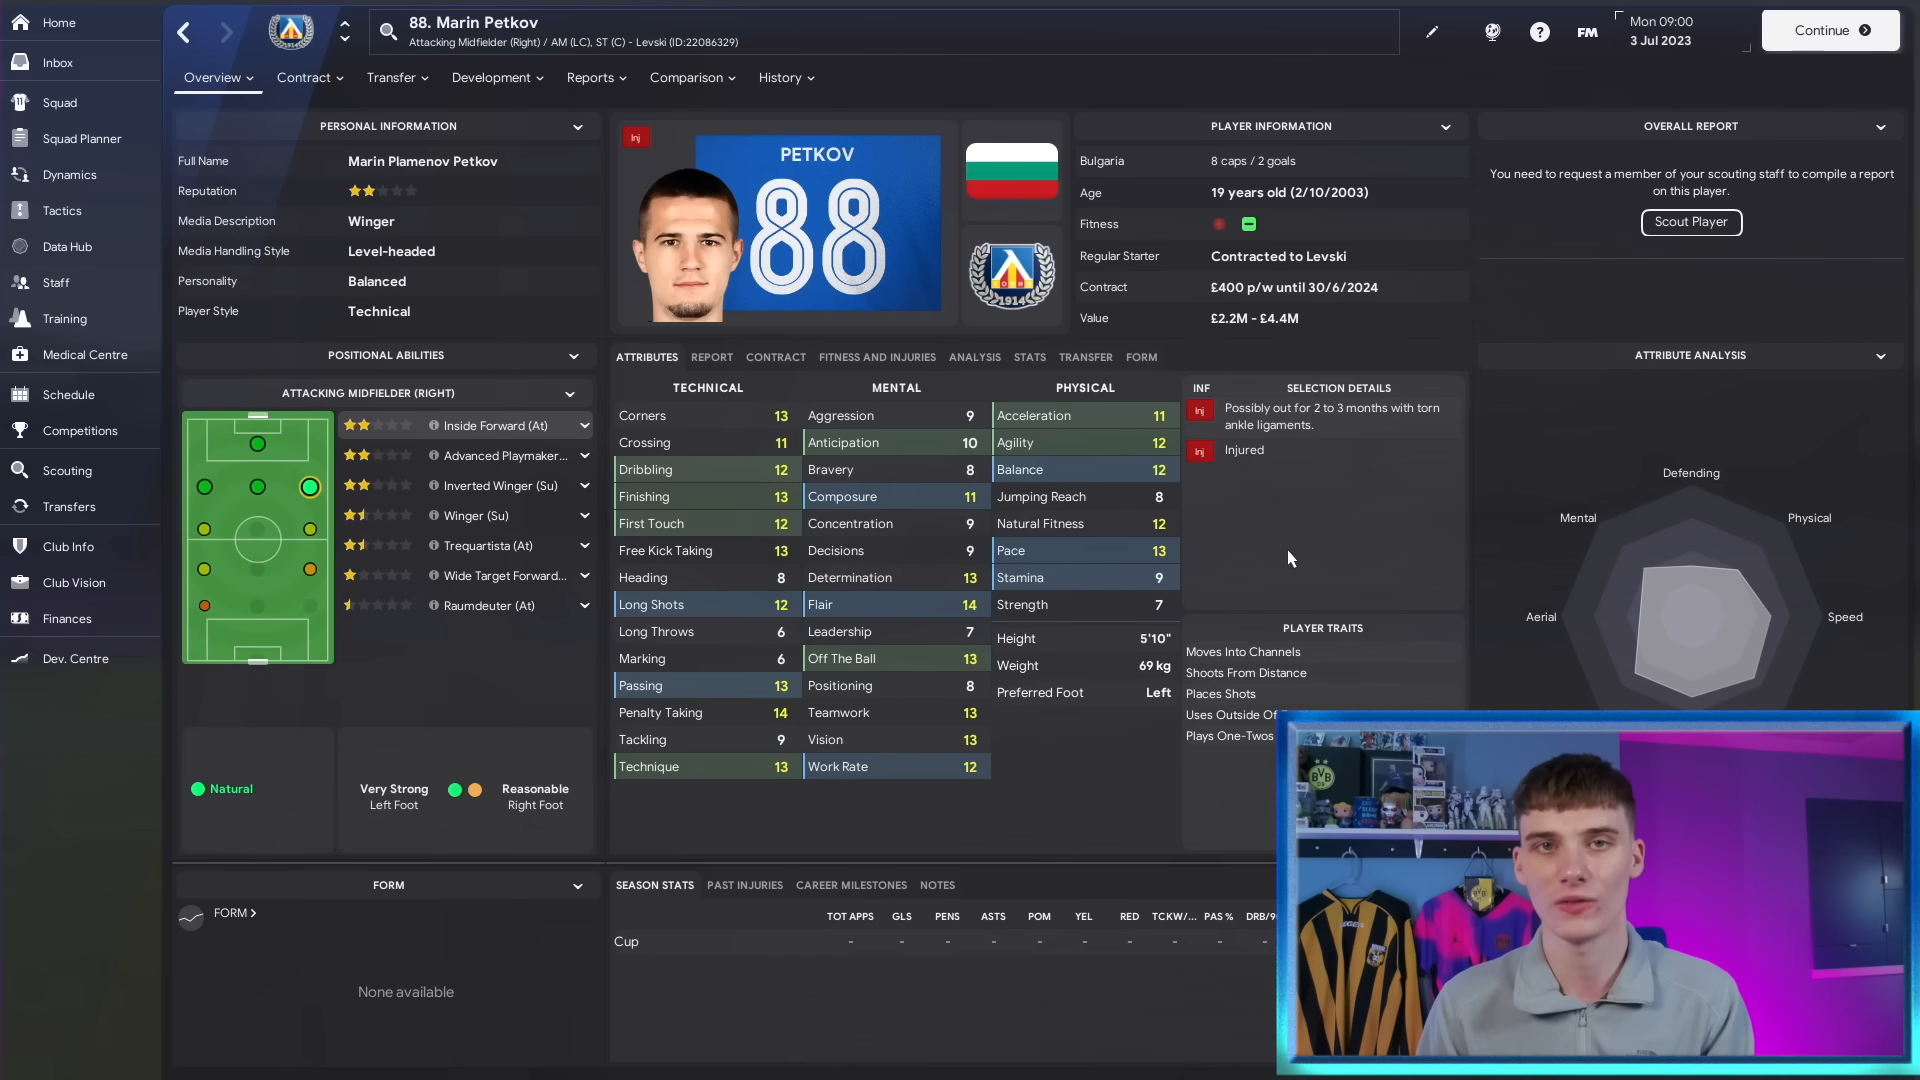 Home
Inbox
Squad
Squad Planner
Dynamics
Tactics
Data Hub
Staff
Training
Medical Centre
Schedule
Competitions
Scouting
Transfers
Club Info
Club Vision
Finances
Dev. Centre
88. Marin Petkov
Attacking Midfielder (Right) / AM (LC), ST (C) - Levski (ID:22086329)
FM
Mon 09:00
3 Jul 2023
Continue
Overview
Contract
Transfer
Development
Reports
Comparison
History
PERSONAL INFORMATION
Full Name Marin Plamenov Petkov
Reputation
Media Description Winger
Media Handling Style Level-headed
Personality Balanced
Player Style Technical
Inj
PETKOV
88
1914
PLAYER INFORMATION
Bulgaria 8 caps / 2 goals
Age 19 years old (2/10/2003)
Fitness
Regular Starter Contracted to Levski
Contract £400 p/w until 30/6/2024
Value £2.2M - £4.4M
OVERALL REPORT
You need to request a member of your scouting staff to compile a report
on this player.
Scout Player
POSITIONAL ABILITIES
ATTACKING MIDFIELDER (RIGHT)
Inside Forward (At)
Advanced Playmaker...
Inverted Winger (Su)
Winger (Su)
Trequartista (At)
Wide Target Forward...
Raumdeuter (At)
Natural
Very Strong
Left Foot
Reasonable
Right Foot
ATTRIBUTES REPORT CONTRACT FITNESS AND INJURIES ANALYSIS STATS TRANSFER FORM
TECHNICAL
Corners 13
Crossing 11
Dribbling 12
Finishing 13
First Touch 12
Free Kick Taking 13
Heading 8
Long Shots 12
Long Throws 6
Marking 6
Passing 13
Penalty Taking 14
Tackling 9
Technique 13
MENTAL
Aggression 9
Anticipation 10
Bravery 8
Composure 11
Concentration 9
Decisions 9
Determination 13
Flair 14
Leadership 7
Off The Ball 13
Positioning 8
Teamwork 13
Vision 13
Work Rate 12
PHYSICAL
Acceleration 11
Agility 12
Balance 12
Jumping Reach 8
Natural Fitness 12
Pace 13
Stamina 9
Strength 7
Height 5'10"
Weight 69 kg
Preferred Foot Left
INF SELECTION DETAILS
Inj Possibly out for 2 to 3 months with torn
ankle ligaments.
Inj Injured
PLAYER TRAITS
Moves Into Channels
Shoots From Distance
Places Shots
Uses Outside Of
Plays One-Twos
ATTRIBUTE ANALYSIS
Defending
Mental
Physical
Aerial
Speed
FORM
FORM
None available
SEASON STATS PAST INJURIES CAREER MILESTONES NOTES
TOT APPS GLS PENS ASTS POM YEL RED TCKW/... PAS % DRB/9
Cup - - - - - - - - - -
BVB